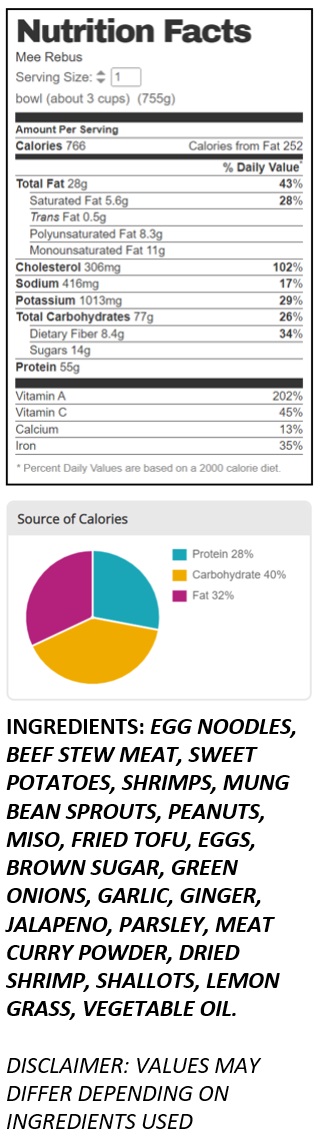 Nutrition Facts
Mee Rebus
Serving Size: 1
bowl (about 3 cups) (755g)
Amount Per Serving
Calories 766 Calories from Fat 252
% Daily Value*
Total Fat 28g 43%
Saturated Fat 5.6g 28%
Trans Fat 0.5g
Polyunsaturated Fat 8.3g
Monounsaturated Fat 11g
Cholesterol 306mg 102%
Sodium 416mg 17%
Potassium 1013mg 29%
Total Carbohydrates 77g 26%
Dietary Fiber 8.4g 34%
Sugars 14g
Protein 55g
Vitamin A 202%
Vitamin C 45%
Calcium 13%
Iron 35%
* Percent Daily Values are based on a 2000 calorie diet.
Source of Calories
Protein 28%
Carbohydrate 40%
Fat 32%
INGREDIENTS: EGG NOODLES,
BEEF STEW MEAT, SWEET
POTATOES, SHRIMPS, MUNG
BEAN SPROUTS, PEANUTS,
MISO, FRIED TOFU, EGGS,
BROWN SUGAR, GREEN
ONIONS, GARLIC, GINGER,
JALAPENO, PARSLEY, MEAT
CURRY POWDER, DRIED
SHRIMP, SHALLOTS, LEMON
GRASS, VEGETABLE OIL.
DISCLAIMER: VALUES MAY
DIFFER DEPENDING ON
INGREDIENTS USED